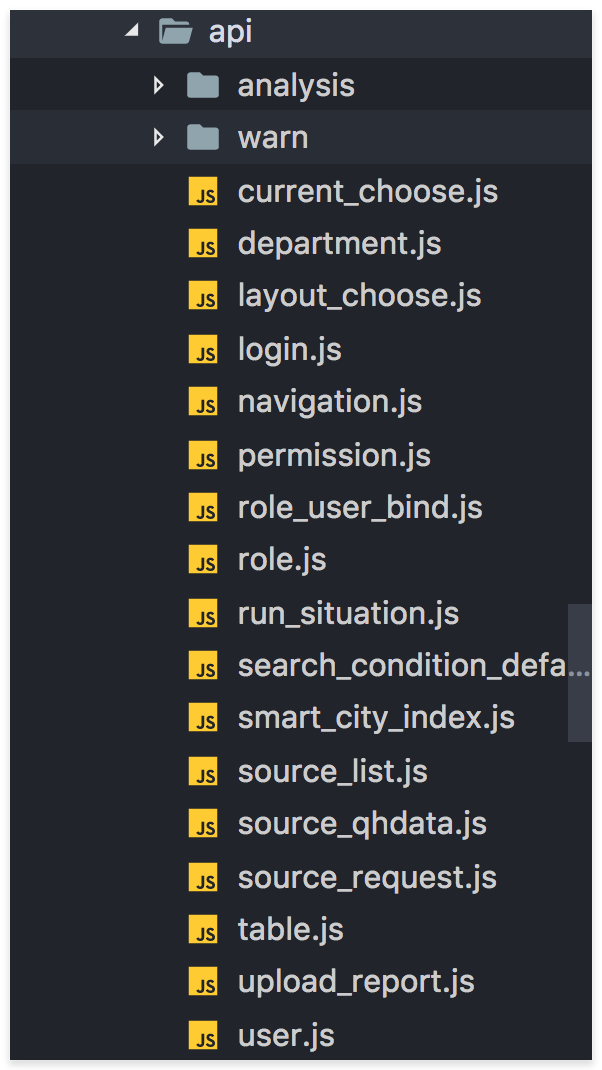 api
analysis
warn
JS current_choose.js
JS department.js
JS layout_choose.js
JS login.js
JS navigation.js
JS permission.js
JS role_user_bind.js
JS role.js
JS run_situation.js
JS search_condition_defa...
JS smart_city_index.js
JS source_list.js
JS source_qhdata.js
JS source_request.js
JS table.js
JS upload_report.js
JS user.js